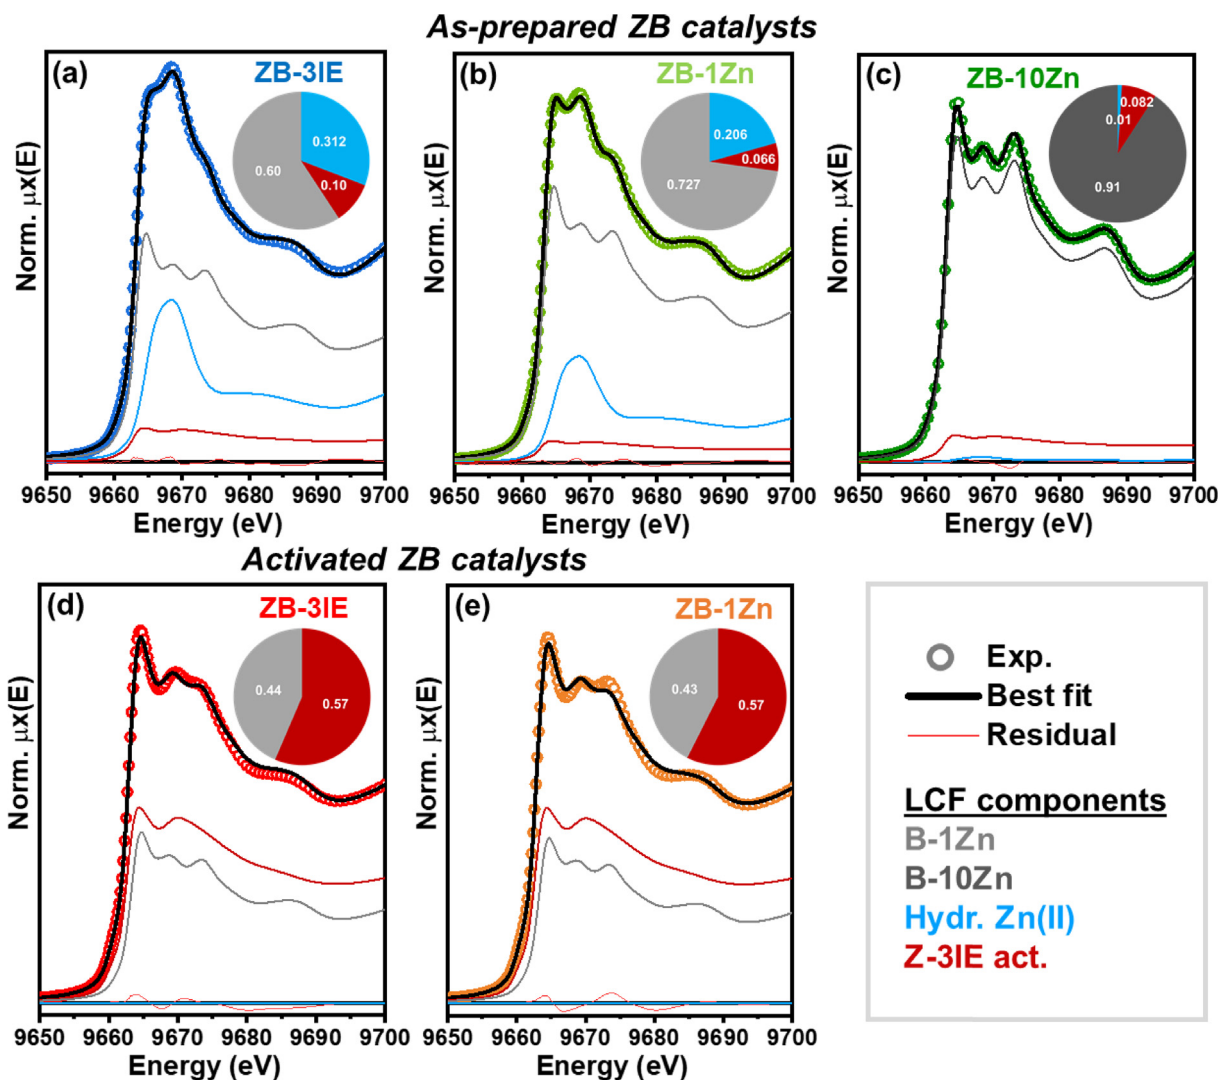 As-prepared ZB catalysts
(a) ZB-3IE
0.312
0.60
0.10
Norm. μx(E)
9650 9660 9670 9680 9690 9700
Energy (eV)
(b) ZB-1Zn
0.206
0.066
0.727
Norm. μx(E)
9650 9660 9670 9680 9690 9700
Energy (eV)
(c) ZB-10Zn
0.082
0.01
0.91
Norm. μx(E)
9650 9660 9670 9680 9690 9700
Energy (eV)
Activated ZB catalysts
(d) ZB-3IE
0.44
0.57
Norm. μx(E)
9650 9660 9670 9680 9690 9700
Energy (eV)
(e) ZB-1Zn
0.43
0.57
Norm. μx(E)
9650 9660 9670 9680 9690 9700
Energy (eV)
Exp.
Best fit
Residual
LCF components
B-1Zn
B-10Zn
Hydr. Zn(II)
Z-3IE act.